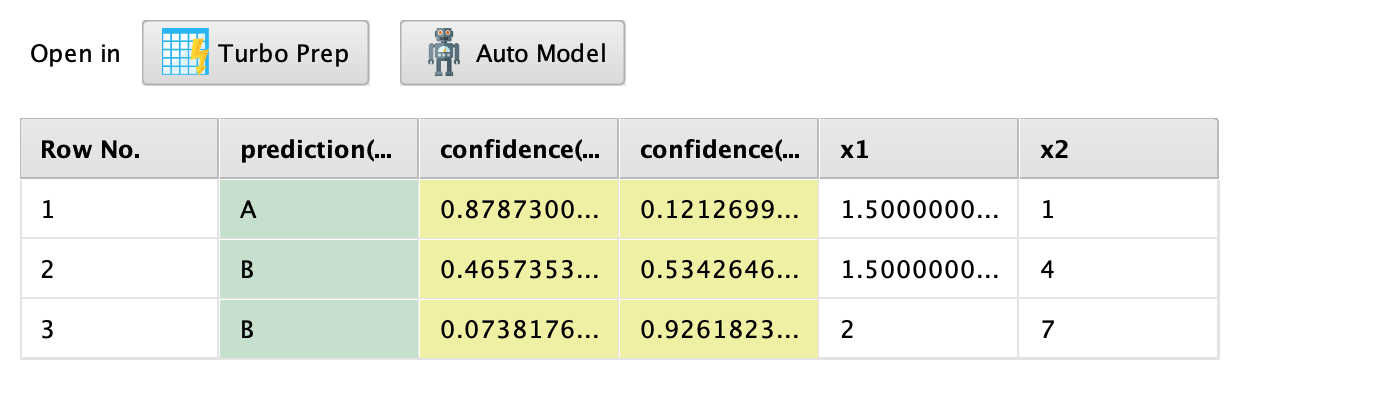 Open in Turbo Prep Auto Model
Row No. prediction(... confidence(... confidence(... x1 x2
1 A 0.8787300... 0.1212699... 1.5000000... 1
2 B 0.4657353... 0.5342646... 1.5000000... 4
3 B 0.0738176... 0.9261823... 2 7